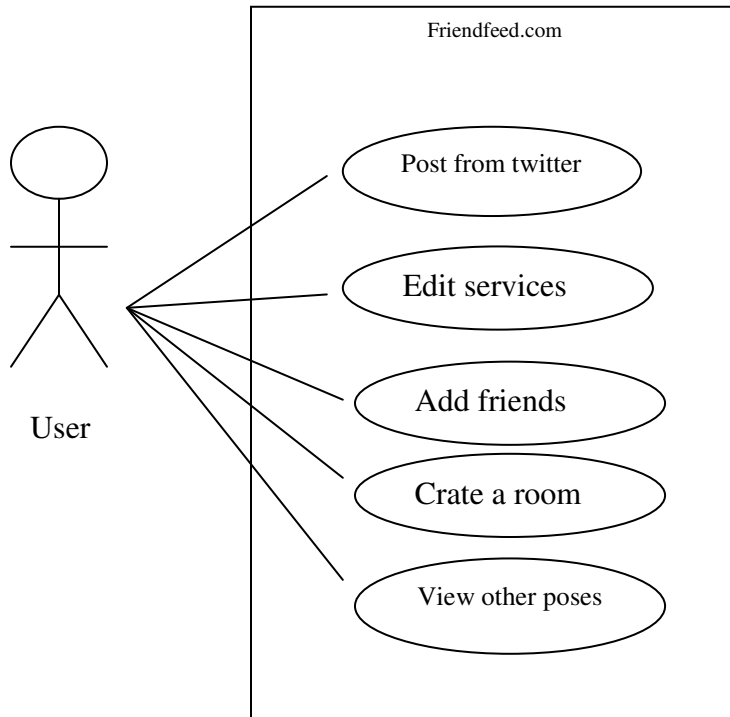 Friendfeed.com
Post from twitter
Edit services
Add friends
User
Crate a room
View other poses